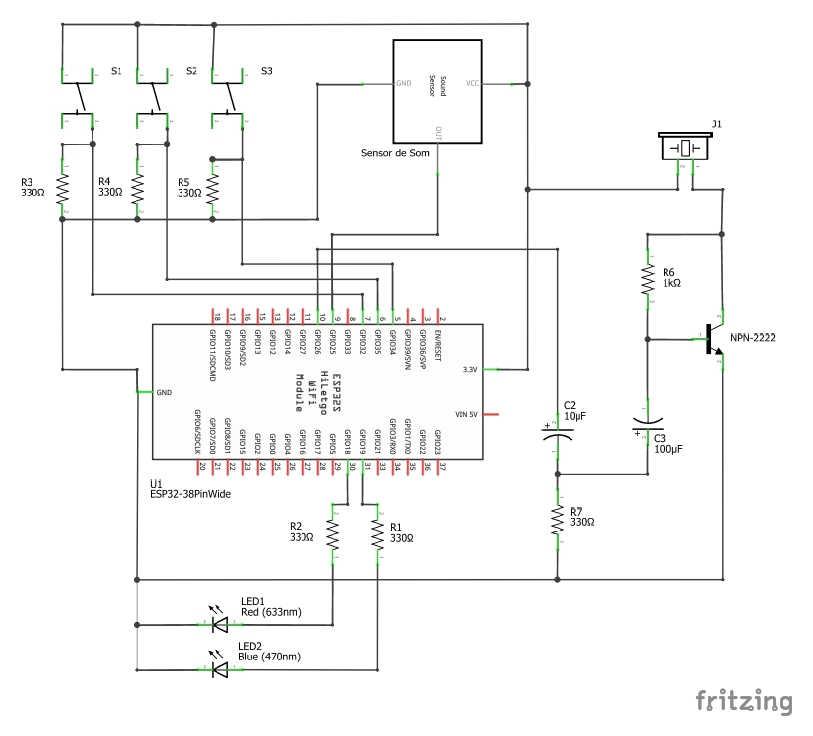 S1
S2
S3
GND
Sound
Sensor
VCC
OUT
Sensor de Som
J1
R3
330Ω
R4
330Ω
R5
330Ω
R6
1kΩ
NPN-2222
18
17
16
15
13
12
11
10
9
8
7
6
5
4
3
2
GPIO11/SDCMD
GPIO10/SD3
GPIO9/SD2
GPIO13
GPIO12
GPIO14
GPIO27
GPIO26
GPIO25
GPIO33
GPIO32
GPIO35
GPIO34
GPIO39/SVN
GPIO36/SVP
EN/RESET
ESP32S
HiLetgo
WiFi
Module
3.3V
GND
VIN 5V
GPIO6/SDCLK
GPIO7/SD0
GPIO8/SD1
GPIO15
GPIO2
GPIO0
GPIO4
GPIO16
GPIO17
GPIO5
GPIO18
GPIO19
GPIO21
GPIO3/RX0
GPIO1/TX0
GPIO22
GPIO23
20
21
22
23
24
25
26
27
28
29
30
31
33
34
35
36
37
U1
ESP32-38PinWide
C2
10µF
C3
100µF
R2
330Ω
R1
330Ω
R7
330Ω
LED1
Red (633nm)
LED2
Blue (470nm)
fritzing